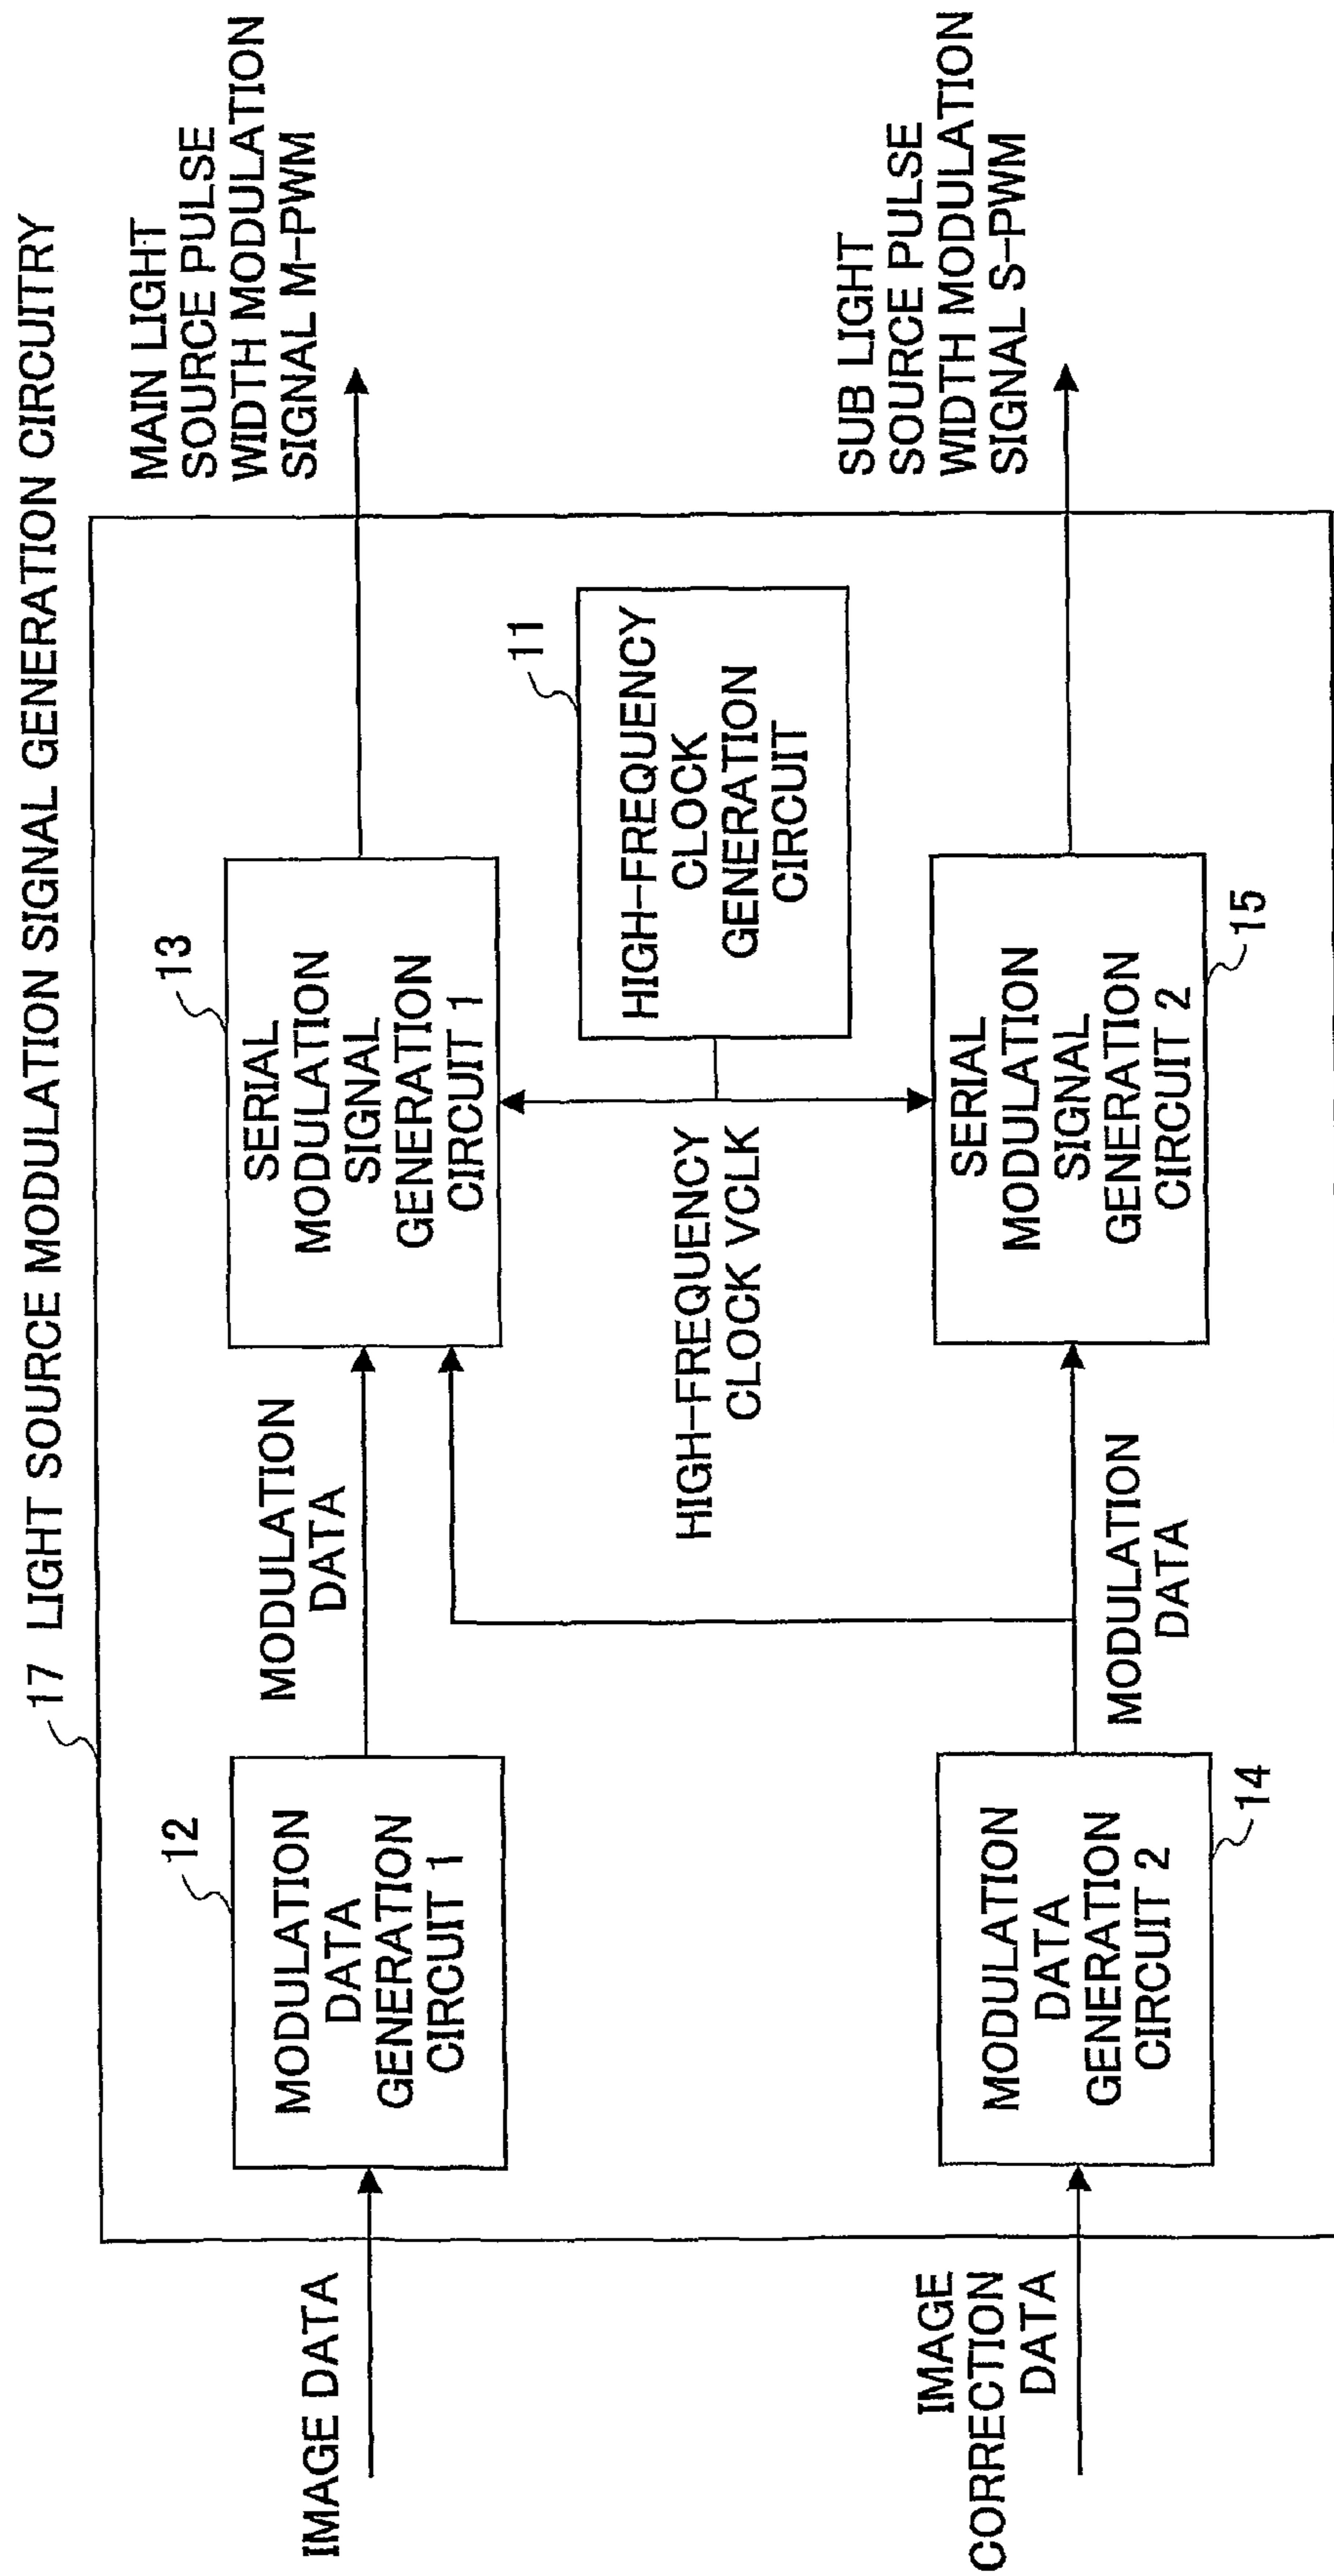 17 LIGHT SOURCE MODULATION SIGNAL GENERATION CIRCUITRY
IMAGE DATA
12
MODULATION
DATA
GENERATION
CIRCUIT 1
MODULATION
DATA
13
SERIAL
MODULATION
SIGNAL
GENERATION
CIRCUIT 1
MAIN LIGHT
SOURCE PULSE
WIDTH MODULATION
SIGNAL M-PWM
HIGH-FREQUENCY
CLOCK VCLK
11
HIGH-FREQUENCY
CLOCK
GENERATION
CIRCUIT
IMAGE
CORRECTION
DATA
MODULATION
DATA
GENERATION
CIRCUIT 2
14
MODULATION
DATA
SERIAL
MODULATION
SIGNAL
GENERATION
CIRCUIT 2
15
SUB LIGHT
SOURCE PULSE
WIDTH MODULATION
SIGNAL S-PWM